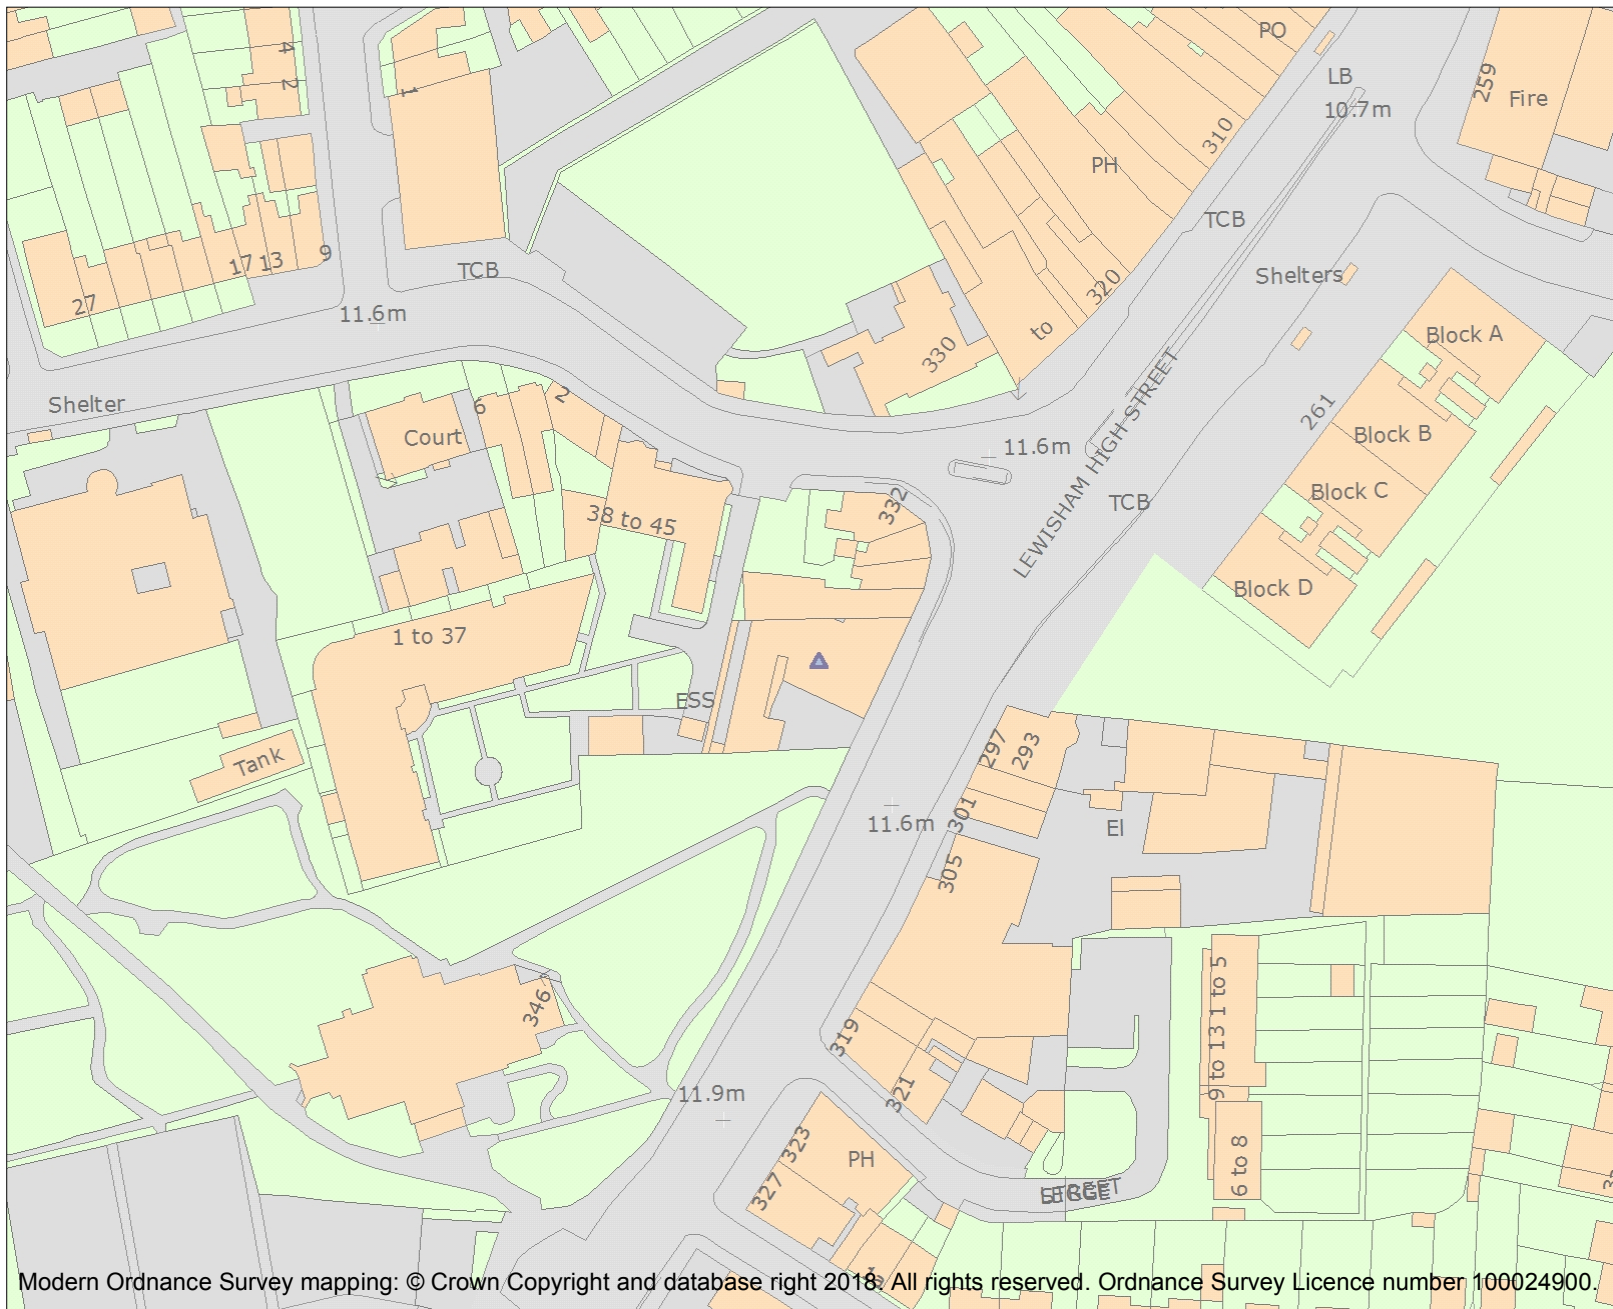 PO
4
2
LB
259
Fire
10.7m
1
310
PH
TCB
Shelters
9
17
13
TCB
320
27
11.6m
to
Block A
330
Shelter
6
2
261
Court
Block B
11.6m
LEWISHAM HIGH STREET
Block C
TCB
332
38 to 45
Block D
1 to 37
ESS
297
293
Tank
301
11.6m
El
305
346
1 to 5
9 to 13
319
321
11.9m
323
PH
6 to 8
327
STREET
Modern Ordnance Survey mapping: © Crown Copyright and database right 2018. All rights reserved. Ordnance Survey Licence number 100024900.